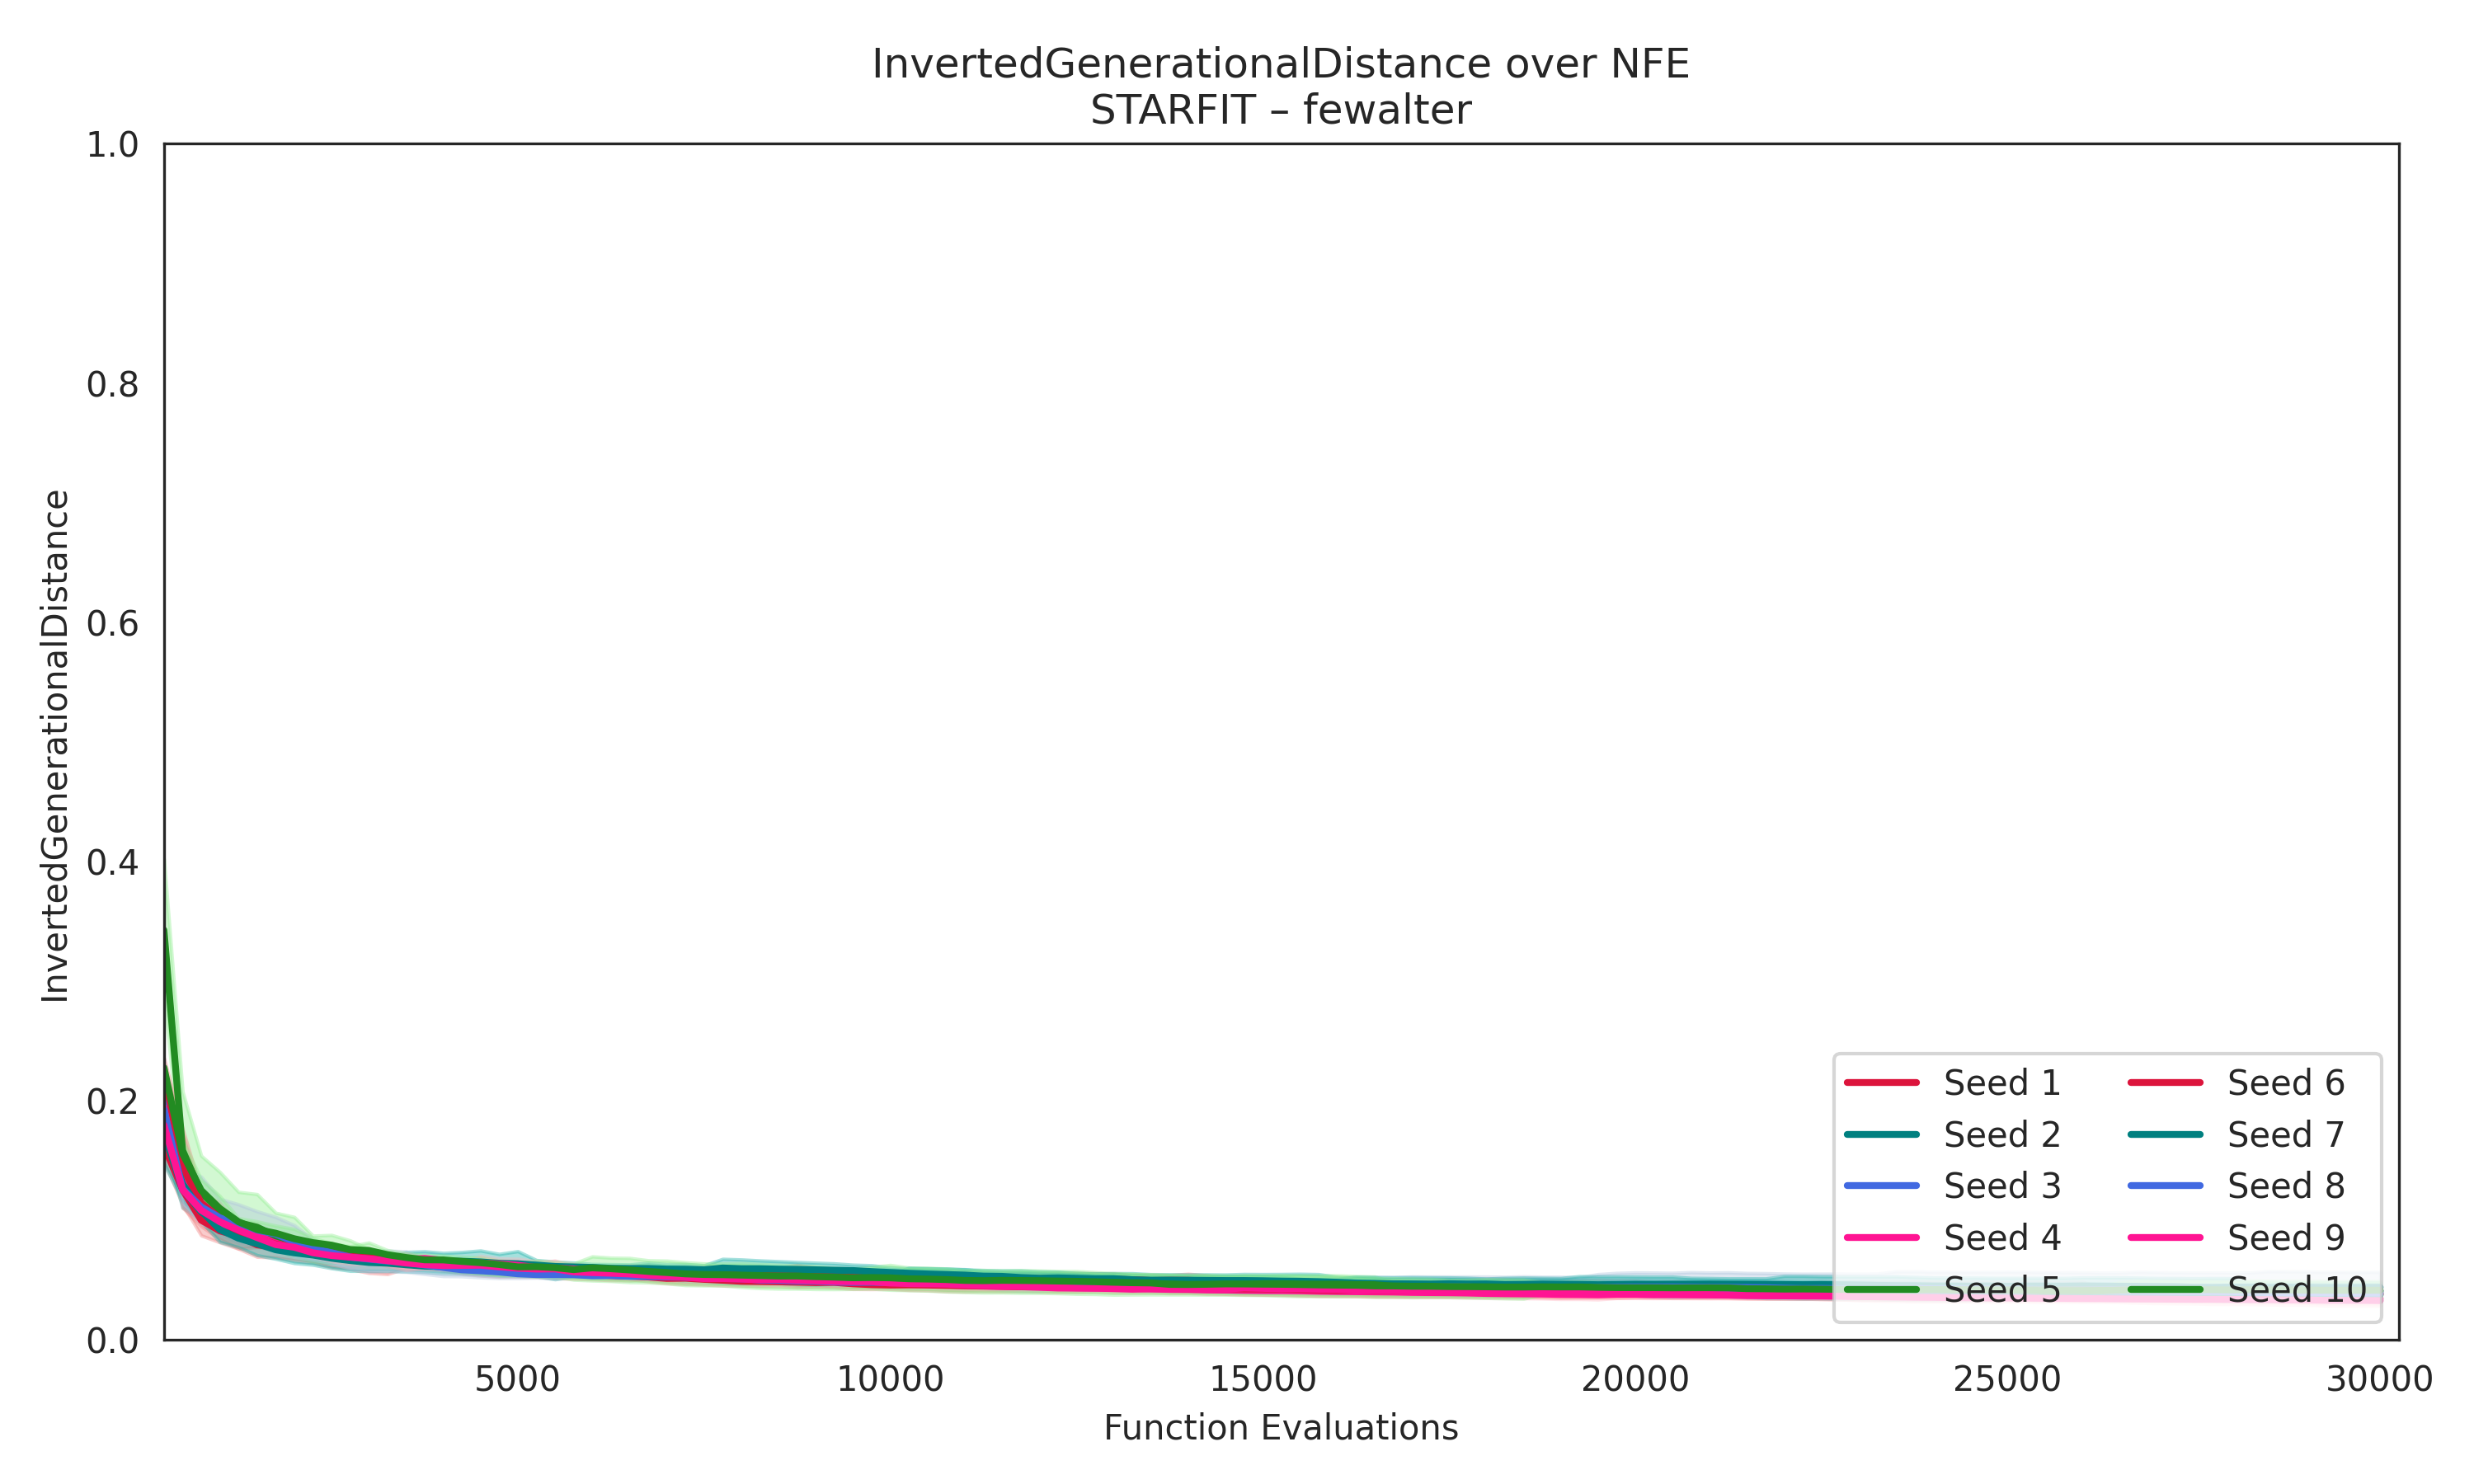 InvertedGenerationalDistance over NFE
STARFIT – fewalter
InvertedGenerationalDistance
1.0
0.8
0.6
0.4
0.2
0.0
5000
10000
15000
20000
25000
30000
Function Evaluations
Seed 1
Seed 2
Seed 3
Seed 4
Seed 5
Seed 6
Seed 7
Seed 8
Seed 9
Seed 10